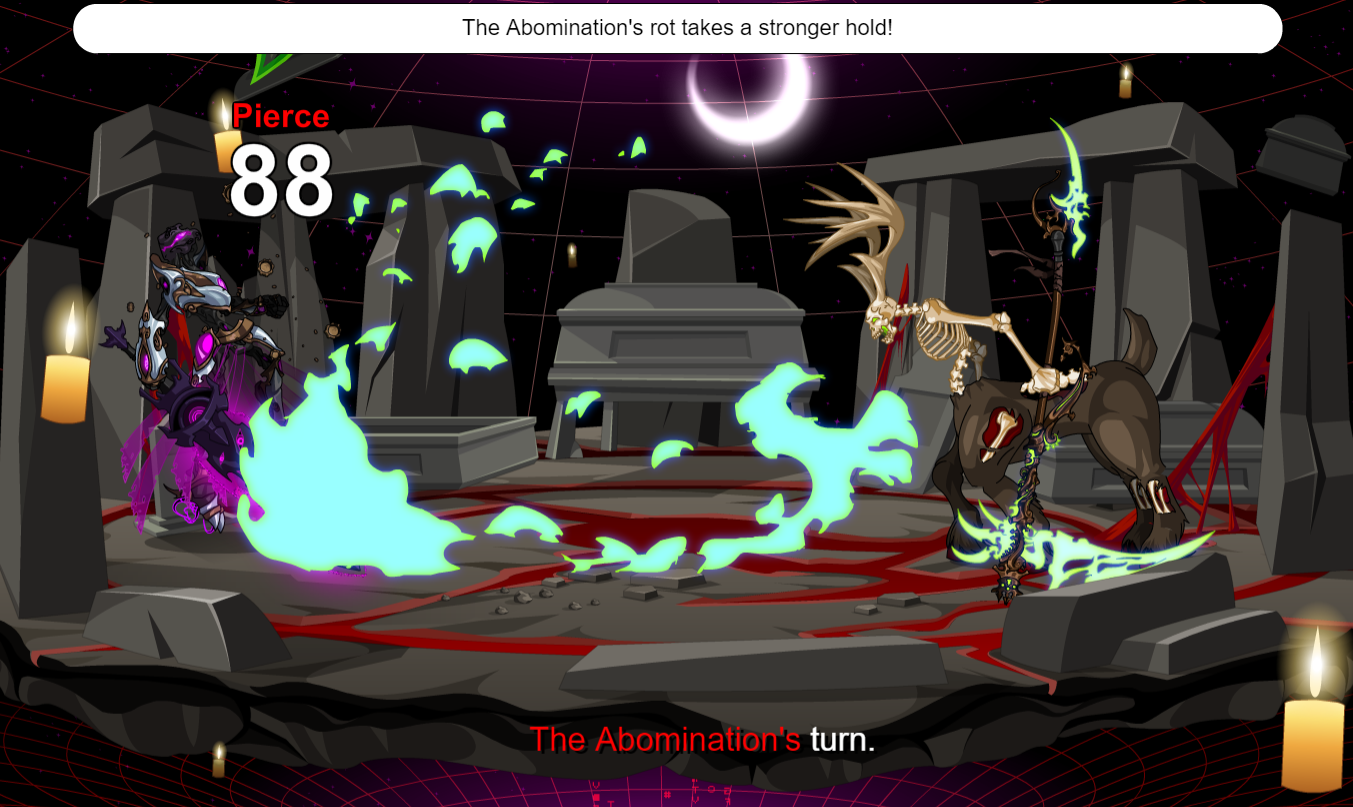 The Abomination's rot takes a stronger hold!
Pierce
88
The Abomination's turn.